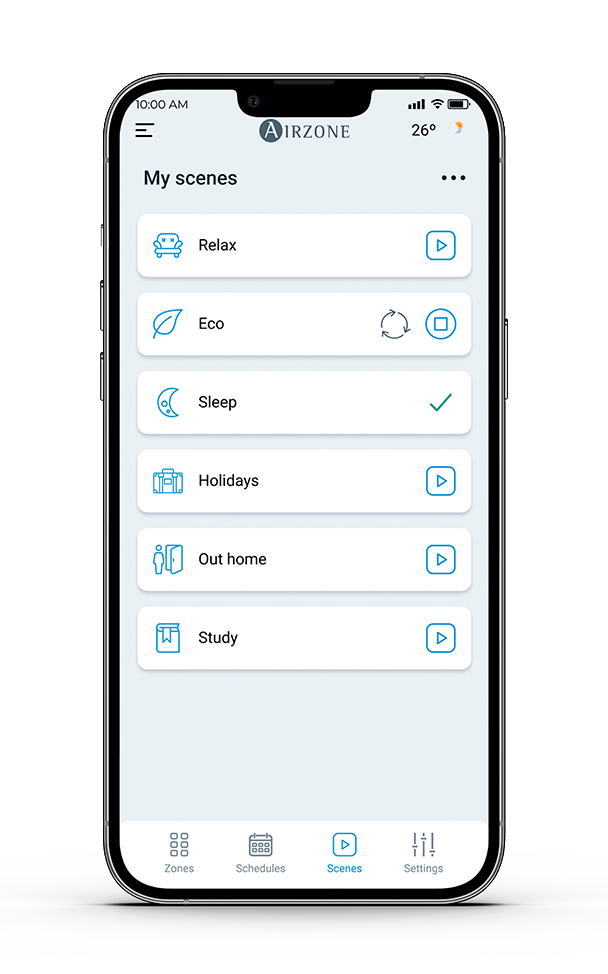 10:00 AM
AIRZONE
26º
My scenes
Relax
Eco
Sleep
Holidays
Out home
Study
Zones
Schedules
Scenes
Settings